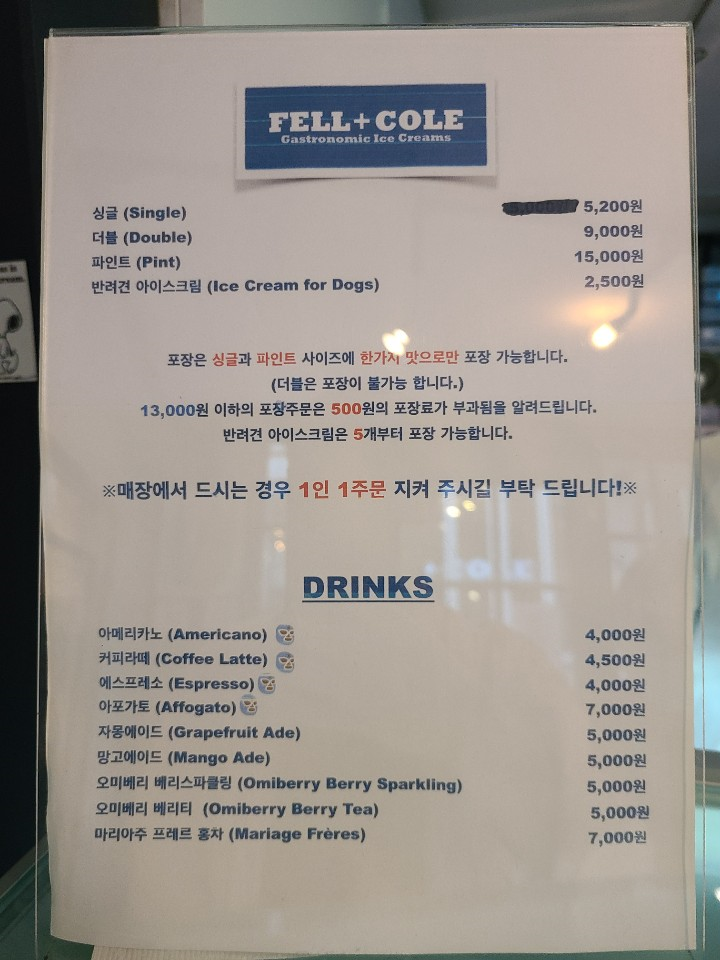 FELL+COLE
Gastronomic Ice Creams
싱글 (Single) 5,200원
더블 (Double) 9,000원
파인트 (Pint) 15,000원
반려견 아이스크림 (Ice Cream for Dogs) 2,500원
포장은 싱글과 파인트 사이즈에 한가지 맛으로만 포장 가능합니다.
(더블은 포장이 불가능 합니다.)
13,000원 이하의 포장주문은 500원의 포장료가 부과됨을 알려드립니다.
반려견 아이스크림은 5개부터 포장 가능합니다.
※매장에서 드시는 경우 1인 1주문 지켜 주시길 부탁 드립니다!※
DRINKS
아메리카노 (Americano) 4,000원
커피라떼 (Coffee Latte) 4,500원
에스프레소 (Espresso) 4,000원
아포가토 (Affogato) 7,000원
자몽에이드 (Grapefruit Ade) 5,000원
망고에이드 (Mango Ade) 5,000원
오미베리 베리스파클링 (Omiberry Berry Sparkling) 5,000원
오미베리 베리티 (Omiberry Berry Tea) 5,000원
마리아주 프레르 홍차 (Mariage Frères) 7,000원